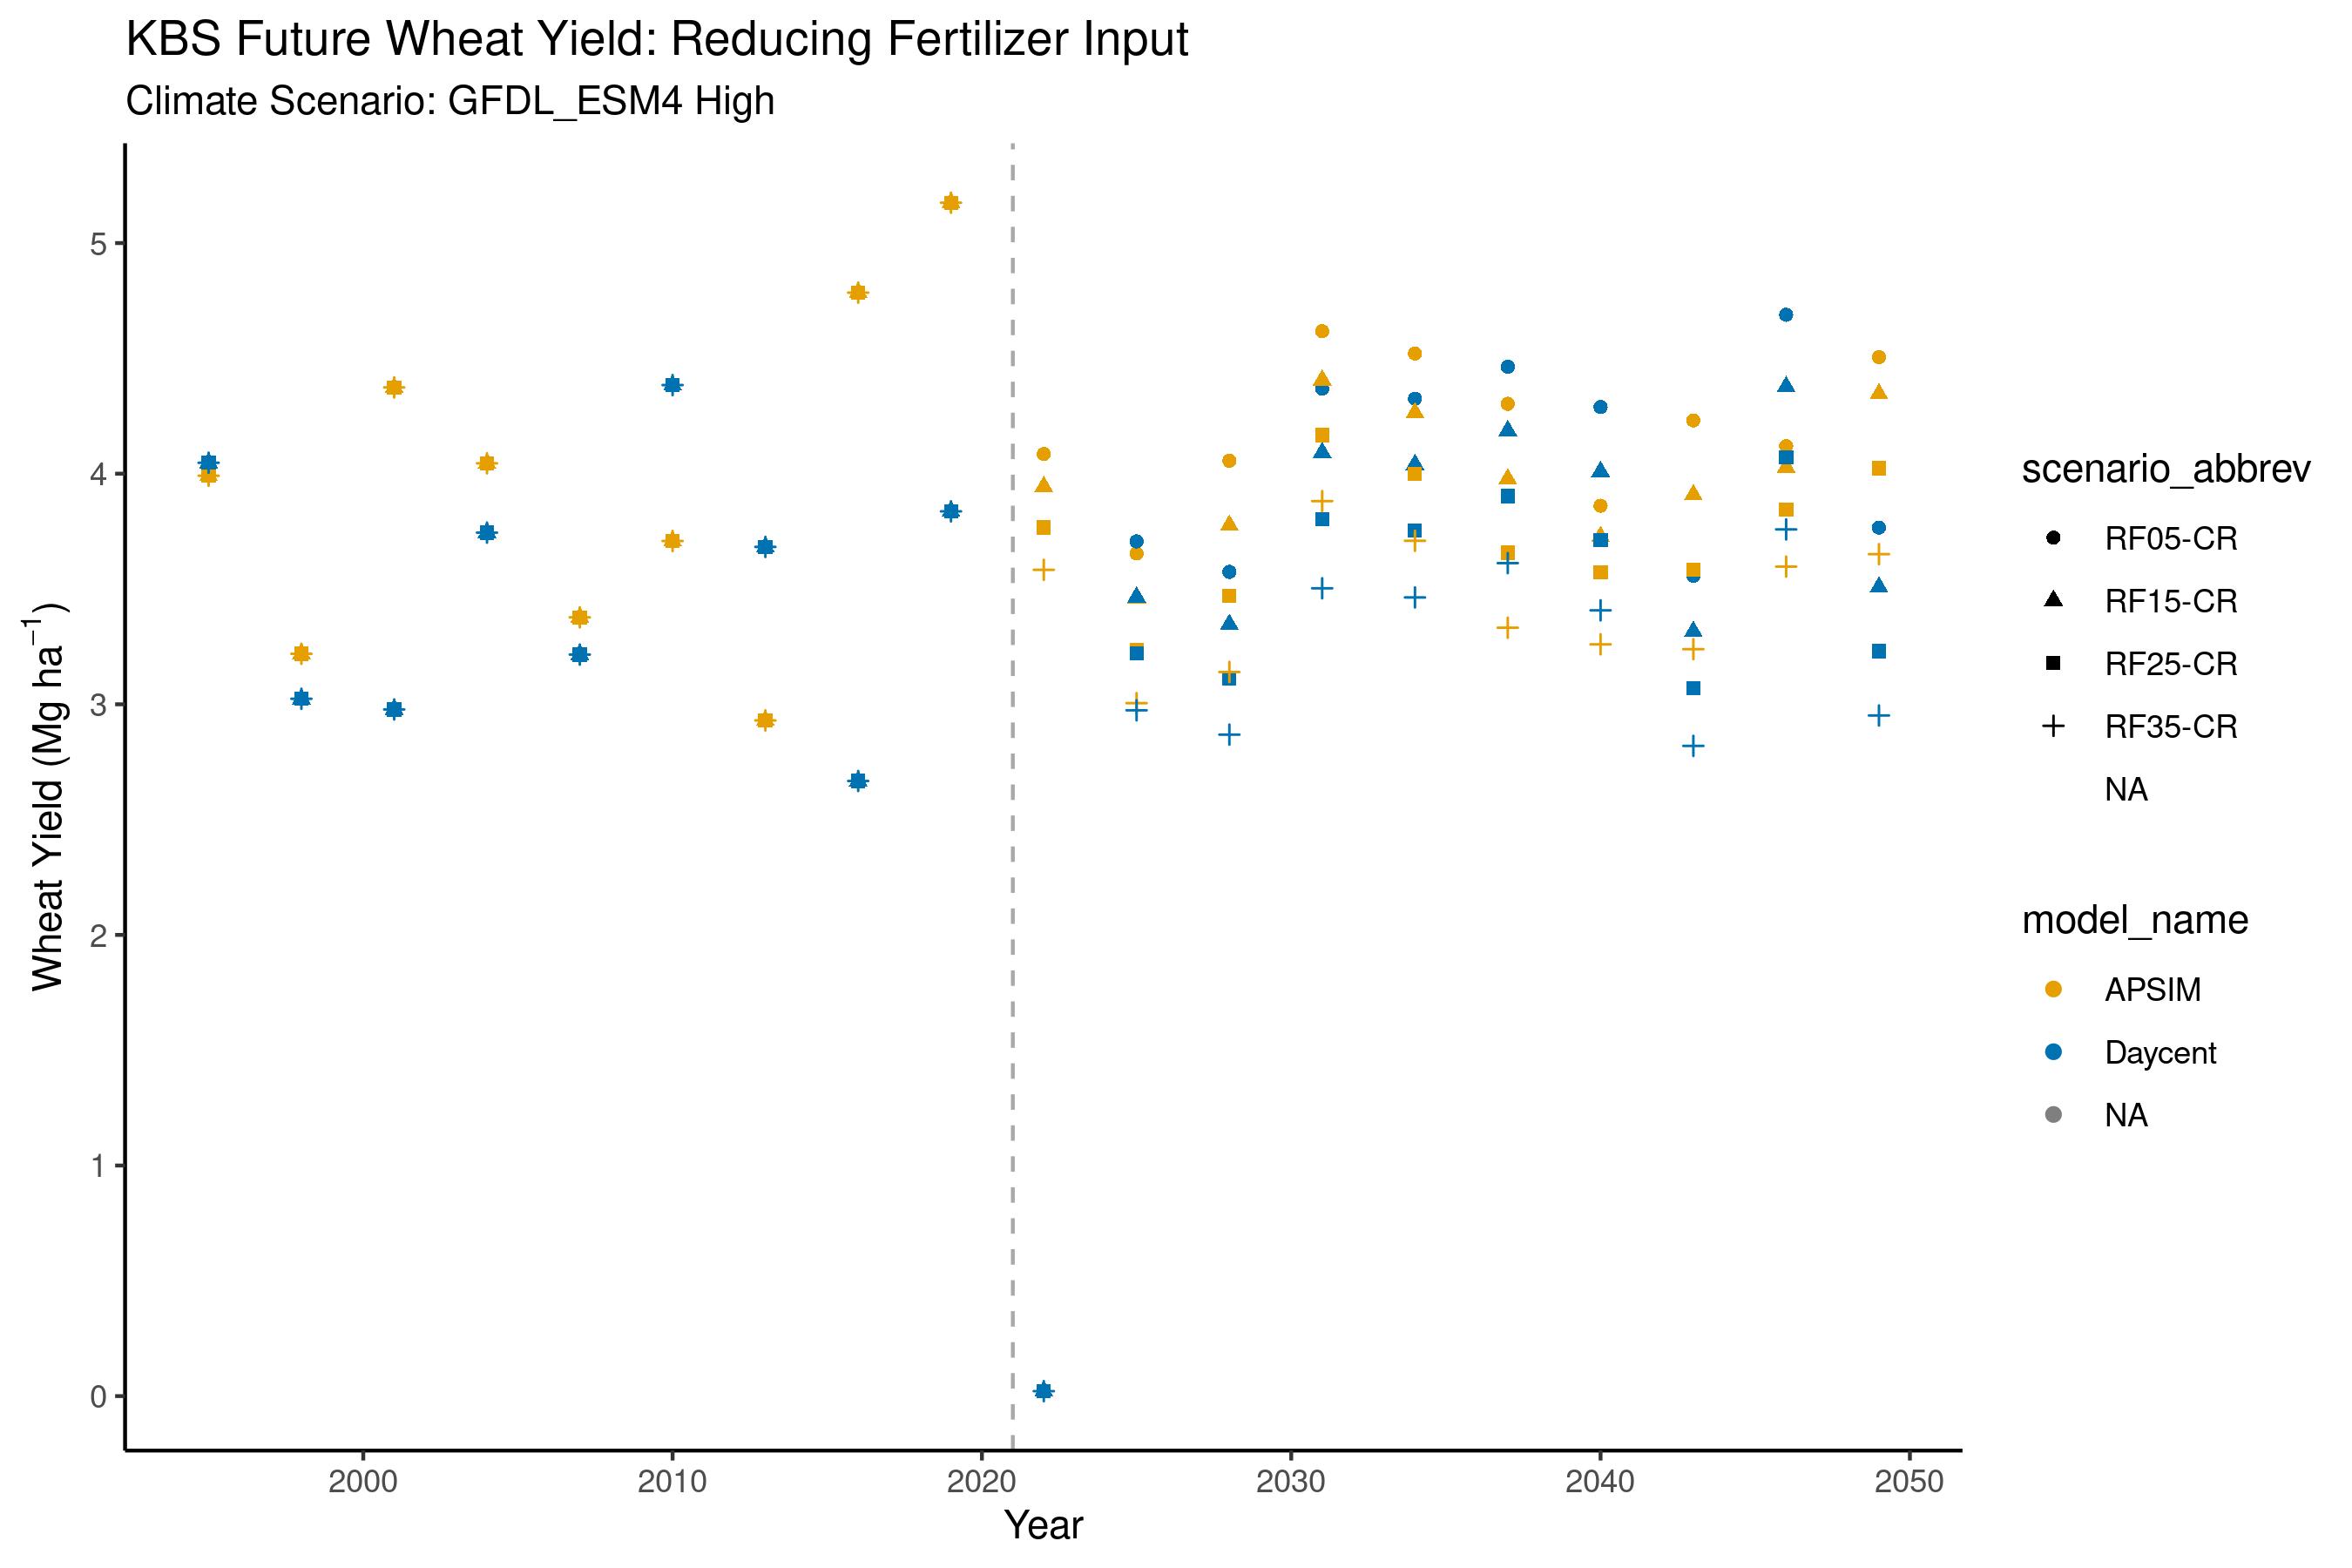 KBS Future Wheat Yield: Reducing Fertilizer Input
Climate Scenario: GFDL_ESM4 High
Wheat Yield (Mg ha⁻¹)
5
4
3
2
1
0
2000
2010
2020
2030
2040
2050
Year
scenario_abbrev
RF05-CR
RF15-CR
RF25-CR
RF35-CR
NA
model_name
APSIM
Daycent
NA